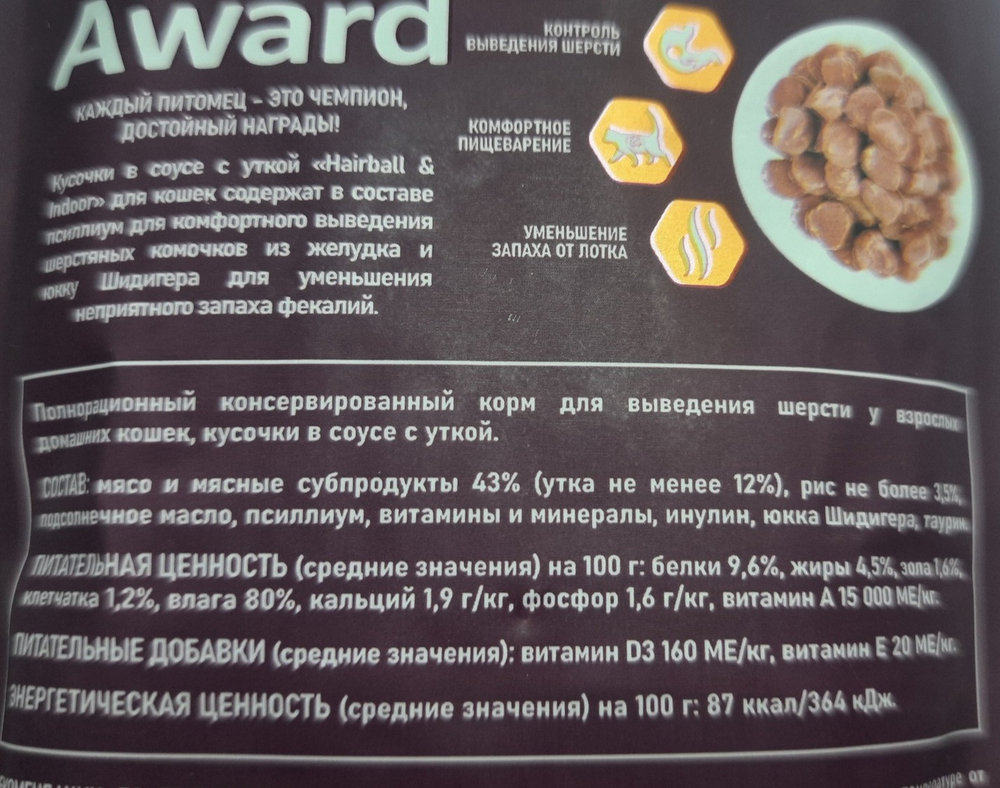 Award
КАЖДЫЙ ПИТОМЕЦ – ЭТО ЧЕМПИОН,
ДОСТОЙНЫЙ НАГРАДЫ!
Кусочки в соусе с уткой «Hairball &
Indoor» для кошек содержат в составе
псиллиум для комфортного выведения
шерстяных комочков из желудка и
юкку Шидигера для уменьшения
неприятного запаха фекалий.
КОНТРОЛЬ
ВЫВЕДЕНИЯ ШЕРСТИ
КОМФОРТНОЕ
ПИЩЕВАРЕНИЕ
УМЕНЬШЕНИЕ
ЗАПАХА ОТ ЛОТКА
Полнорационный консервированный корм для выведения шерсти у взрослых
домашних кошек, кусочки в соусе с уткой.
СОСТАВ: мясо и мясные субпродукты 43% (утка не менее 12%), рис не более 3,5%,
подсолнечное масло, псиллиум, витамины и минералы, инулин, юкка Шидигера, таурин.
ПИТАТЕЛЬНАЯ ЦЕННОСТЬ (средние значения) на 100 г: белки 9,6%, жиры 4,5%, зола 1,6%,
клетчатка 1,2%, влага 80%, кальций 1,9 г/кг, фосфор 1,6 г/кг, витамин А 15 000 МЕ/кг.
ПИТАТЕЛЬНЫЕ ДОБАВКИ (средние значения): витамин D3 160 МЕ/кг, витамин Е 20 МЕ/кг.
ЭНЕРГЕТИЧЕСКАЯ ЦЕННОСТЬ (средние значения) на 100 г: 87 ккал/364 кДж.
от